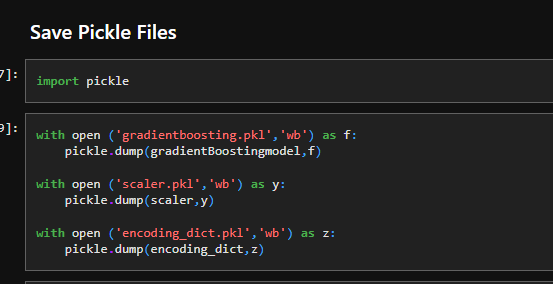 Save Pickle Files
7]:
import pickle
9]:
with open ('gradientboosting.pkl','wb') as f:
    pickle.dump(gradientBoostingmodel,f)
with open ('scaler.pkl','wb') as y:
    pickle.dump(scaler,y)
with open ('encoding_dict.pkl','wb') as z:
    pickle.dump(encoding_dict,z)